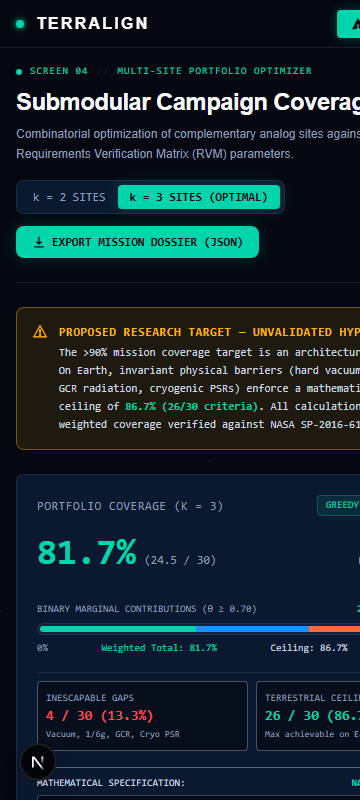 TERRALIGN
SCREEN 04 // MULTI-SITE PORTFOLIO OPTIMIZER
Submodular Campaign Coverag
Combinatorial optimization of complementary analog sites agains
Requirements Verification Matrix (RVM) parameters.
k = 2 SITES k = 3 SITES (OPTIMAL)
EXPORT MISSION DOSSIER (JSON)
PROPOSED RESEARCH TARGET — UNVALIDATED HYP
The >90% mission coverage target is an architectur
On Earth, invariant physical barriers (hard vacuum
GCR radiation, cryogenic PSRs) enforce a mathemati
ceiling of 86.7% (26/30 criteria). All calculation
weighted coverage verified against NASA SP-2016-61
PORTFOLIO COVERAGE (K = 3) GREEDY
81.7% (24.5 / 30)
BINARY MARGINAL CONTRIBUTIONS (θ ≥ 0.70) 2
0% Weighted Total: 81.7% Ceiling: 86.7%
INESCAPABLE GAPS TERRESTRIAL CEILI
4 / 30 (13.3%) 26 / 30 (86.7
Vacuum, 1/6g, GCR, Cryo PSR Max achievable on E
N
MATHEMATICAL SPECIFICATION: NA